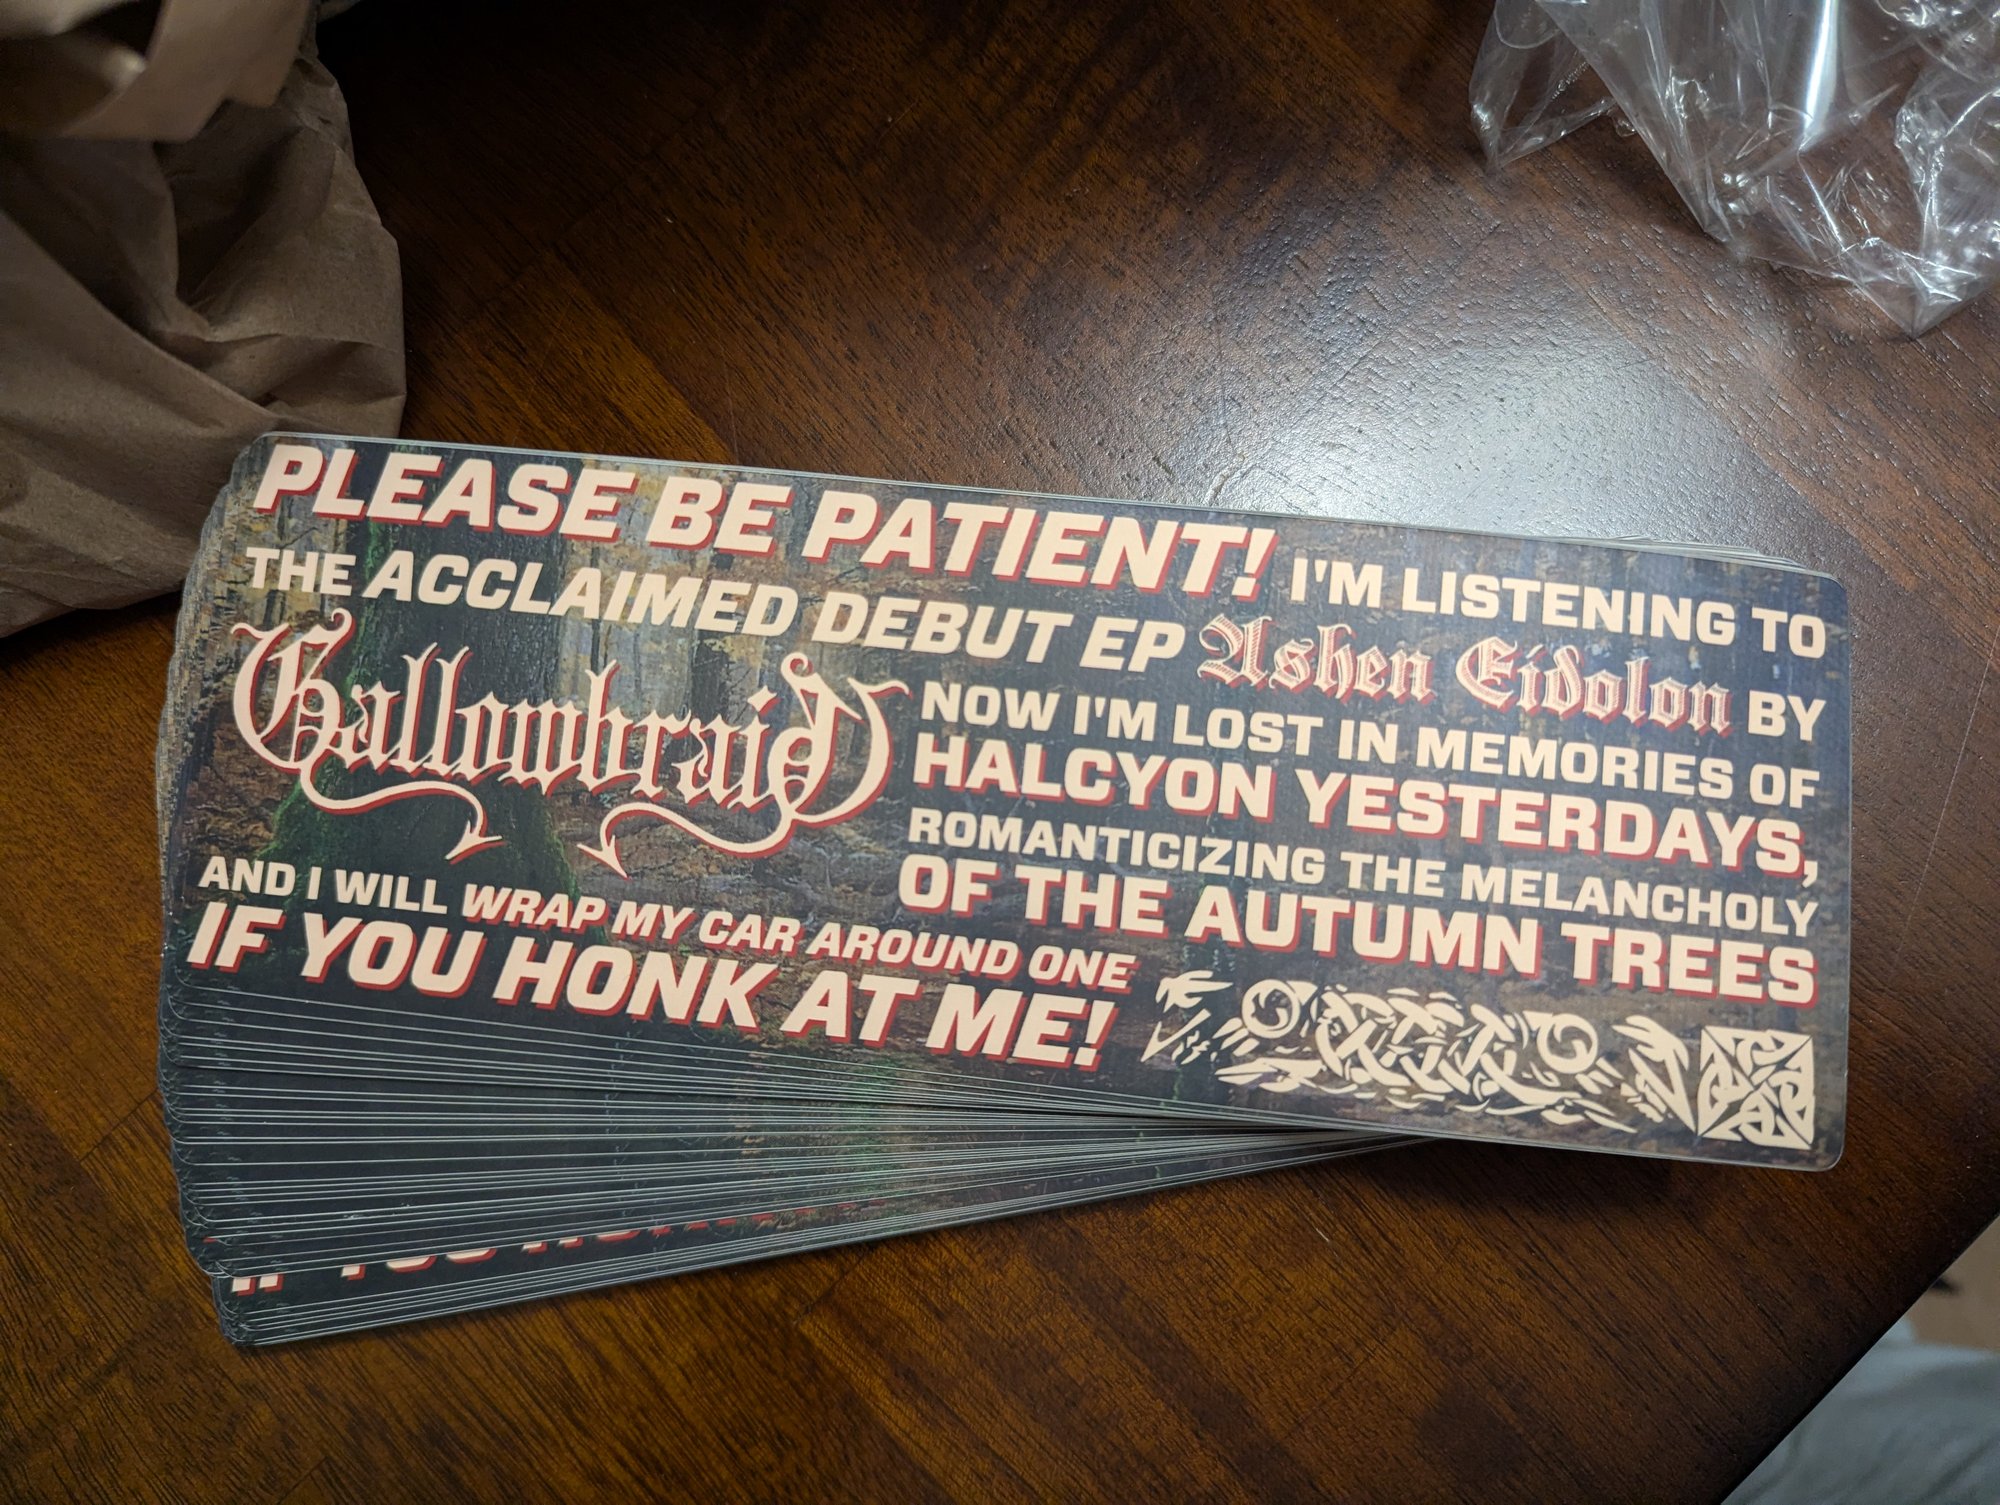 PLEASE BE PATIENT! I'M LISTENING TO
THE ACCLAIMED DEBUT EP Ashen Eidolon BY
Gallowbraid
NOW I'M LOST IN MEMORIES OF
HALCYON YESTERDAYS,
ROMANTICIZING THE MELANCHOLY
OF THE AUTUMN TREES
AND I WILL WRAP MY CAR AROUND ONE
IF YOU HONK AT ME!